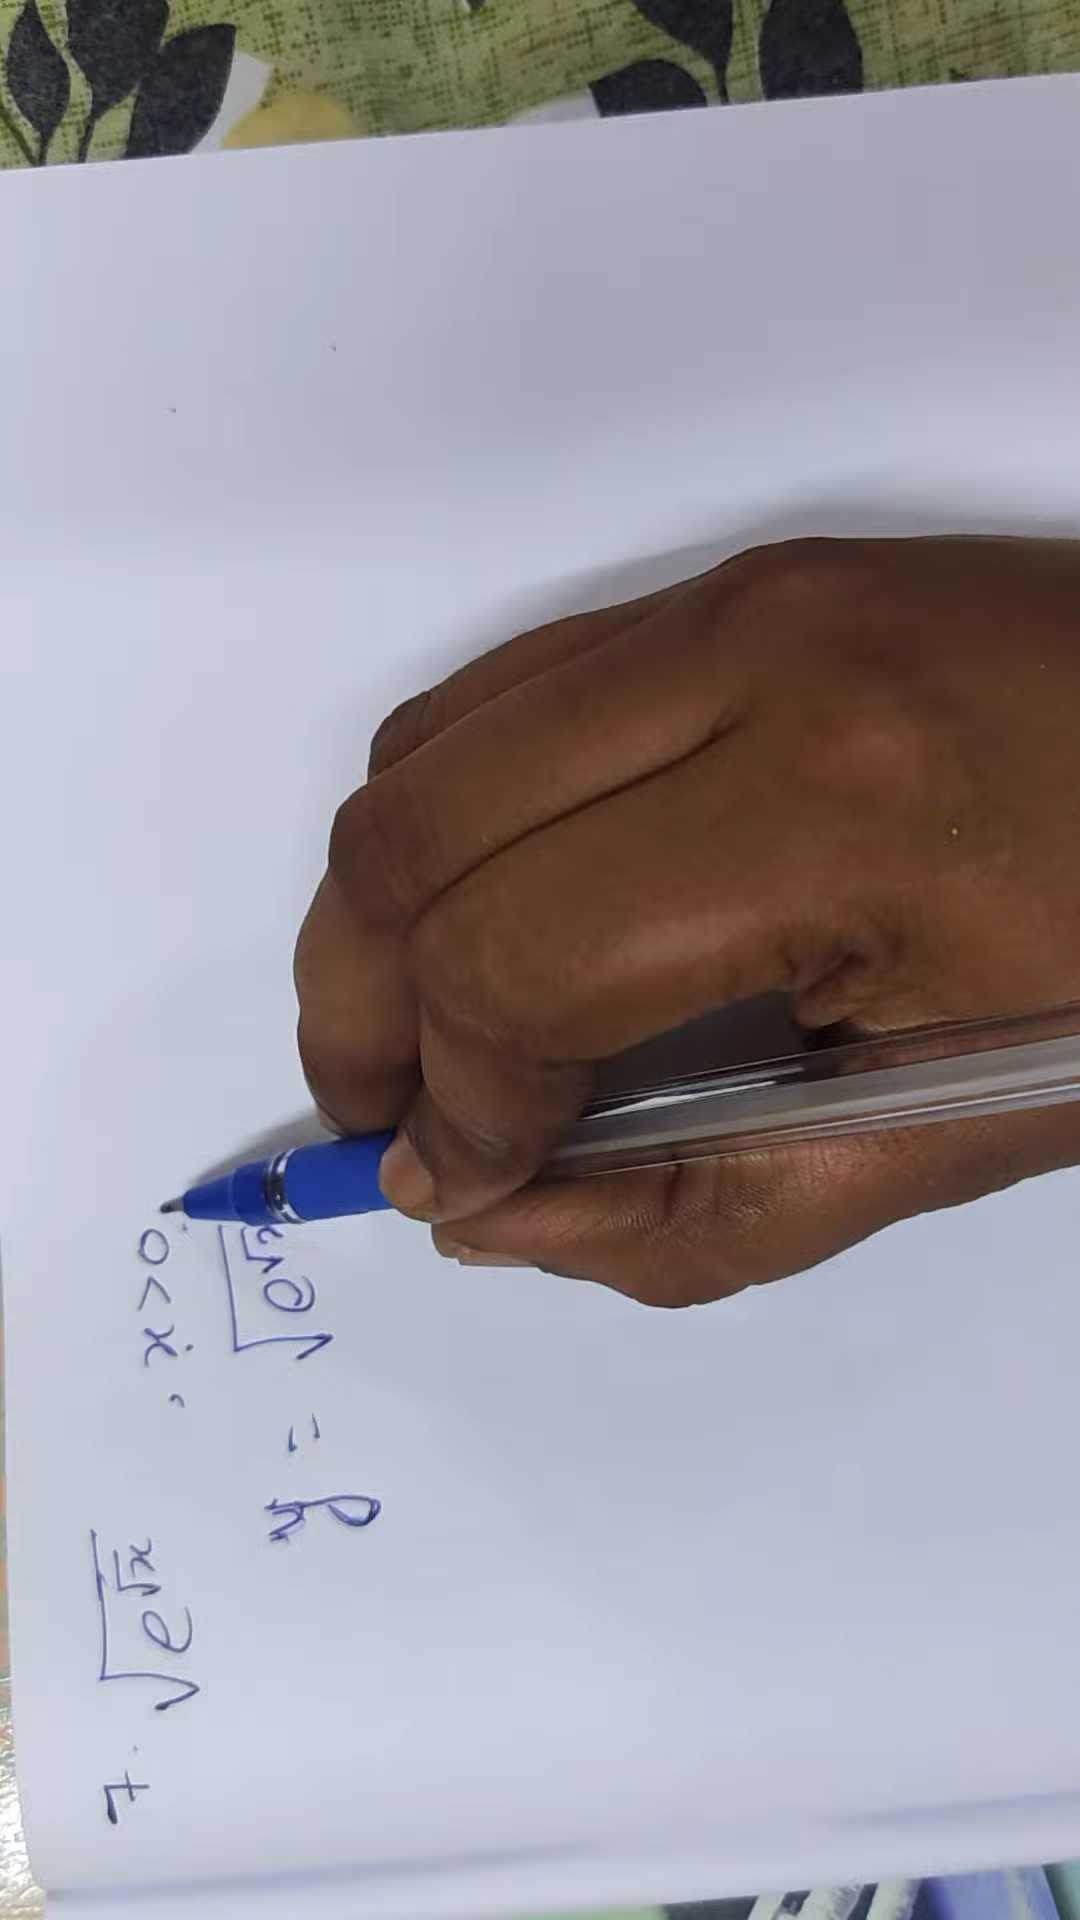 7. √e^√x , x > 0
y = √e^√